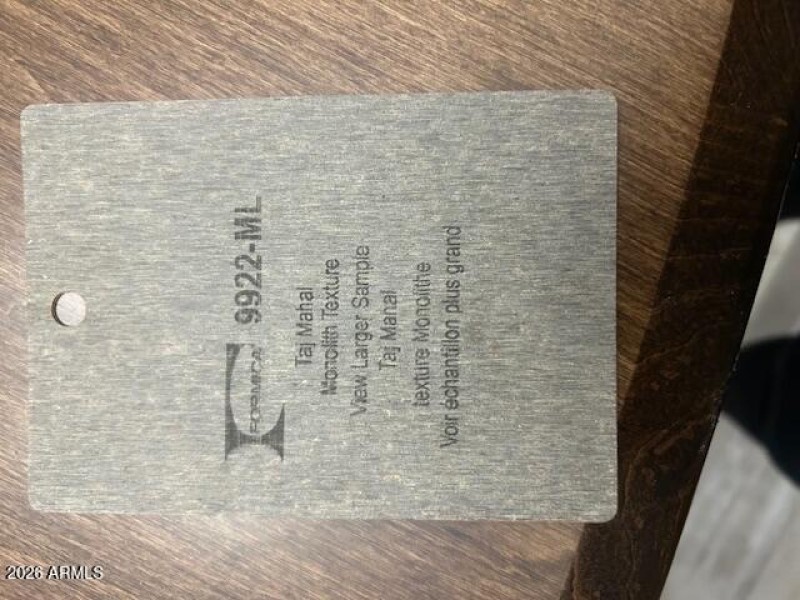 FORMICA® 9922-ML
Taj Mahal
Monolith Texture
View Larger Sample
Taj Mahal
texture Monolithe
Voir échantillon plus grand
2026 ARMLS